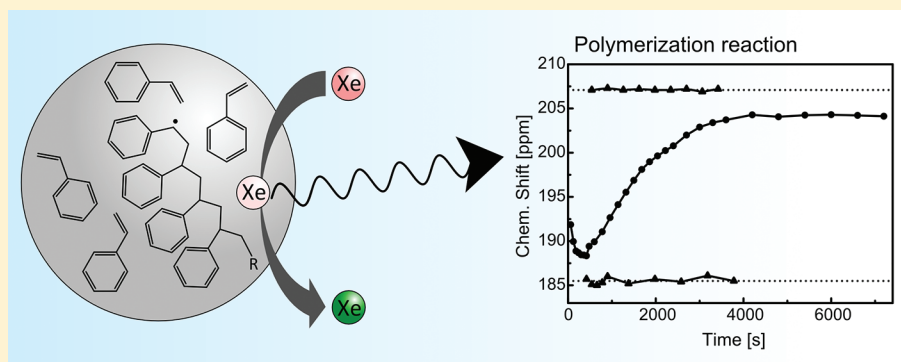 Xe
Xe
Xe
R
Polymerization reaction
Chem. Shift [ppm]
210
205
200
195
190
185
0 2000 4000 6000
Time [s]